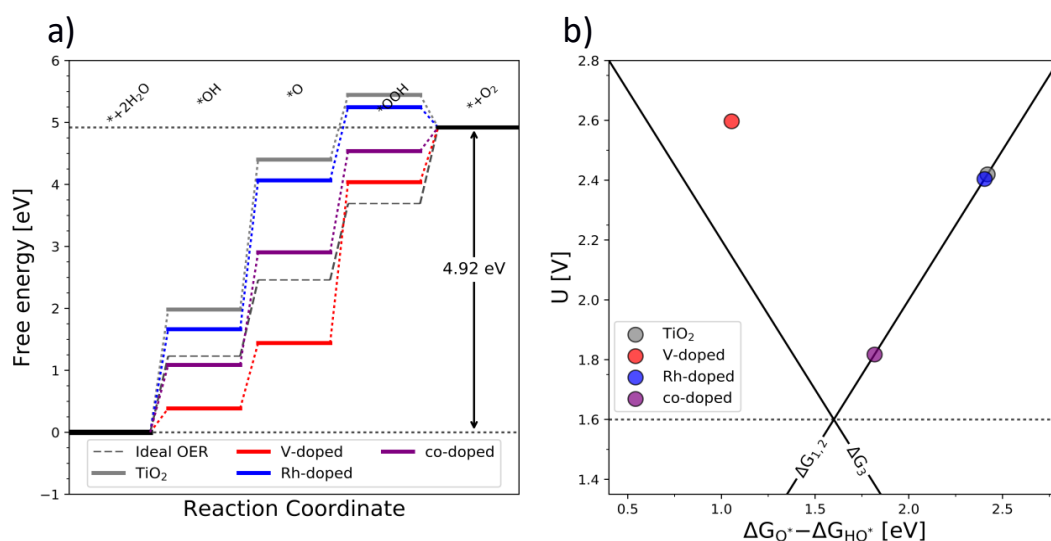 a)
6
5
4
3
2
1
0
−1
Free energy [eV]
*+2H₂O
*OH
*O
*OOH
*+O₂
4.92 eV
Ideal OER
TiO₂
V-doped
Rh-doped
co-doped
Reaction Coordinate
b)
2.8
2.6
2.4
2.2
2.0
1.8
1.6
1.4
U [V]
TiO₂
V-doped
Rh-doped
co-doped
ΔG₁,₂
ΔG₃
0.5
1.0
1.5
2.0
2.5
ΔG_O*−ΔG_HO* [eV]